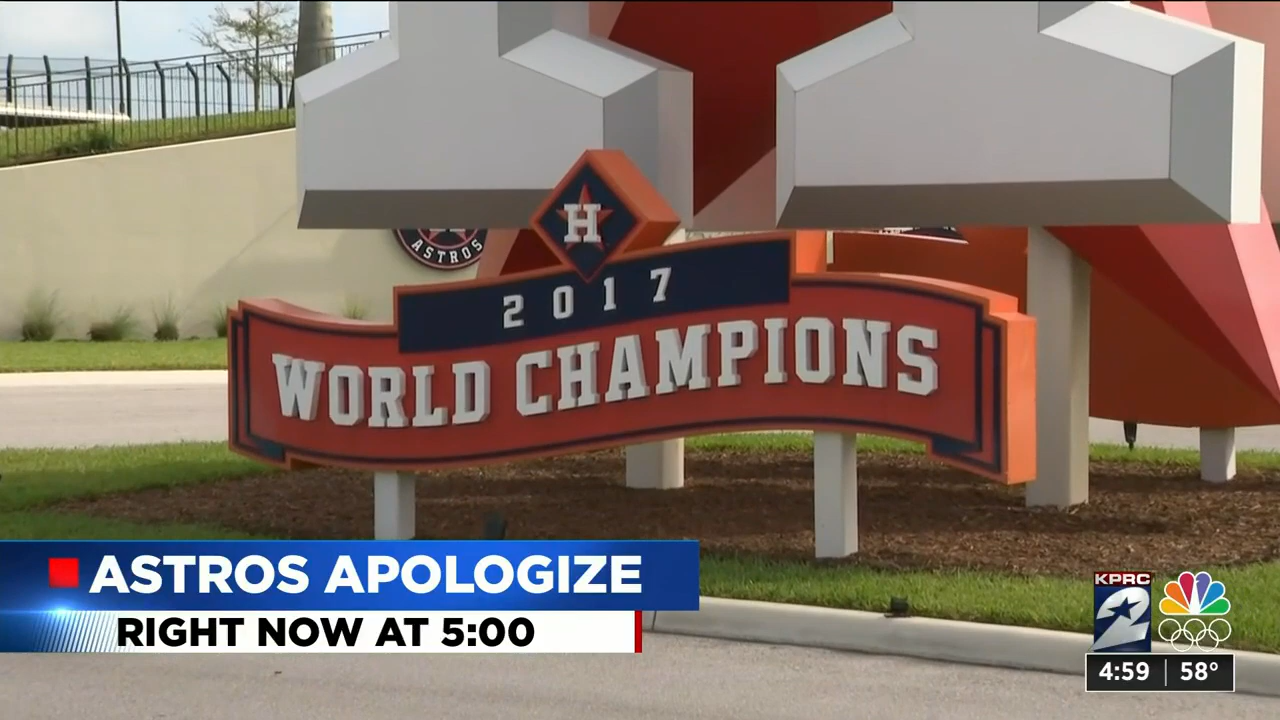 H
ASTROS
2017
WORLD CHAMPIONS
ASTROS APOLOGIZE
RIGHT NOW AT 5:00
KPRC
2
4:59 58°